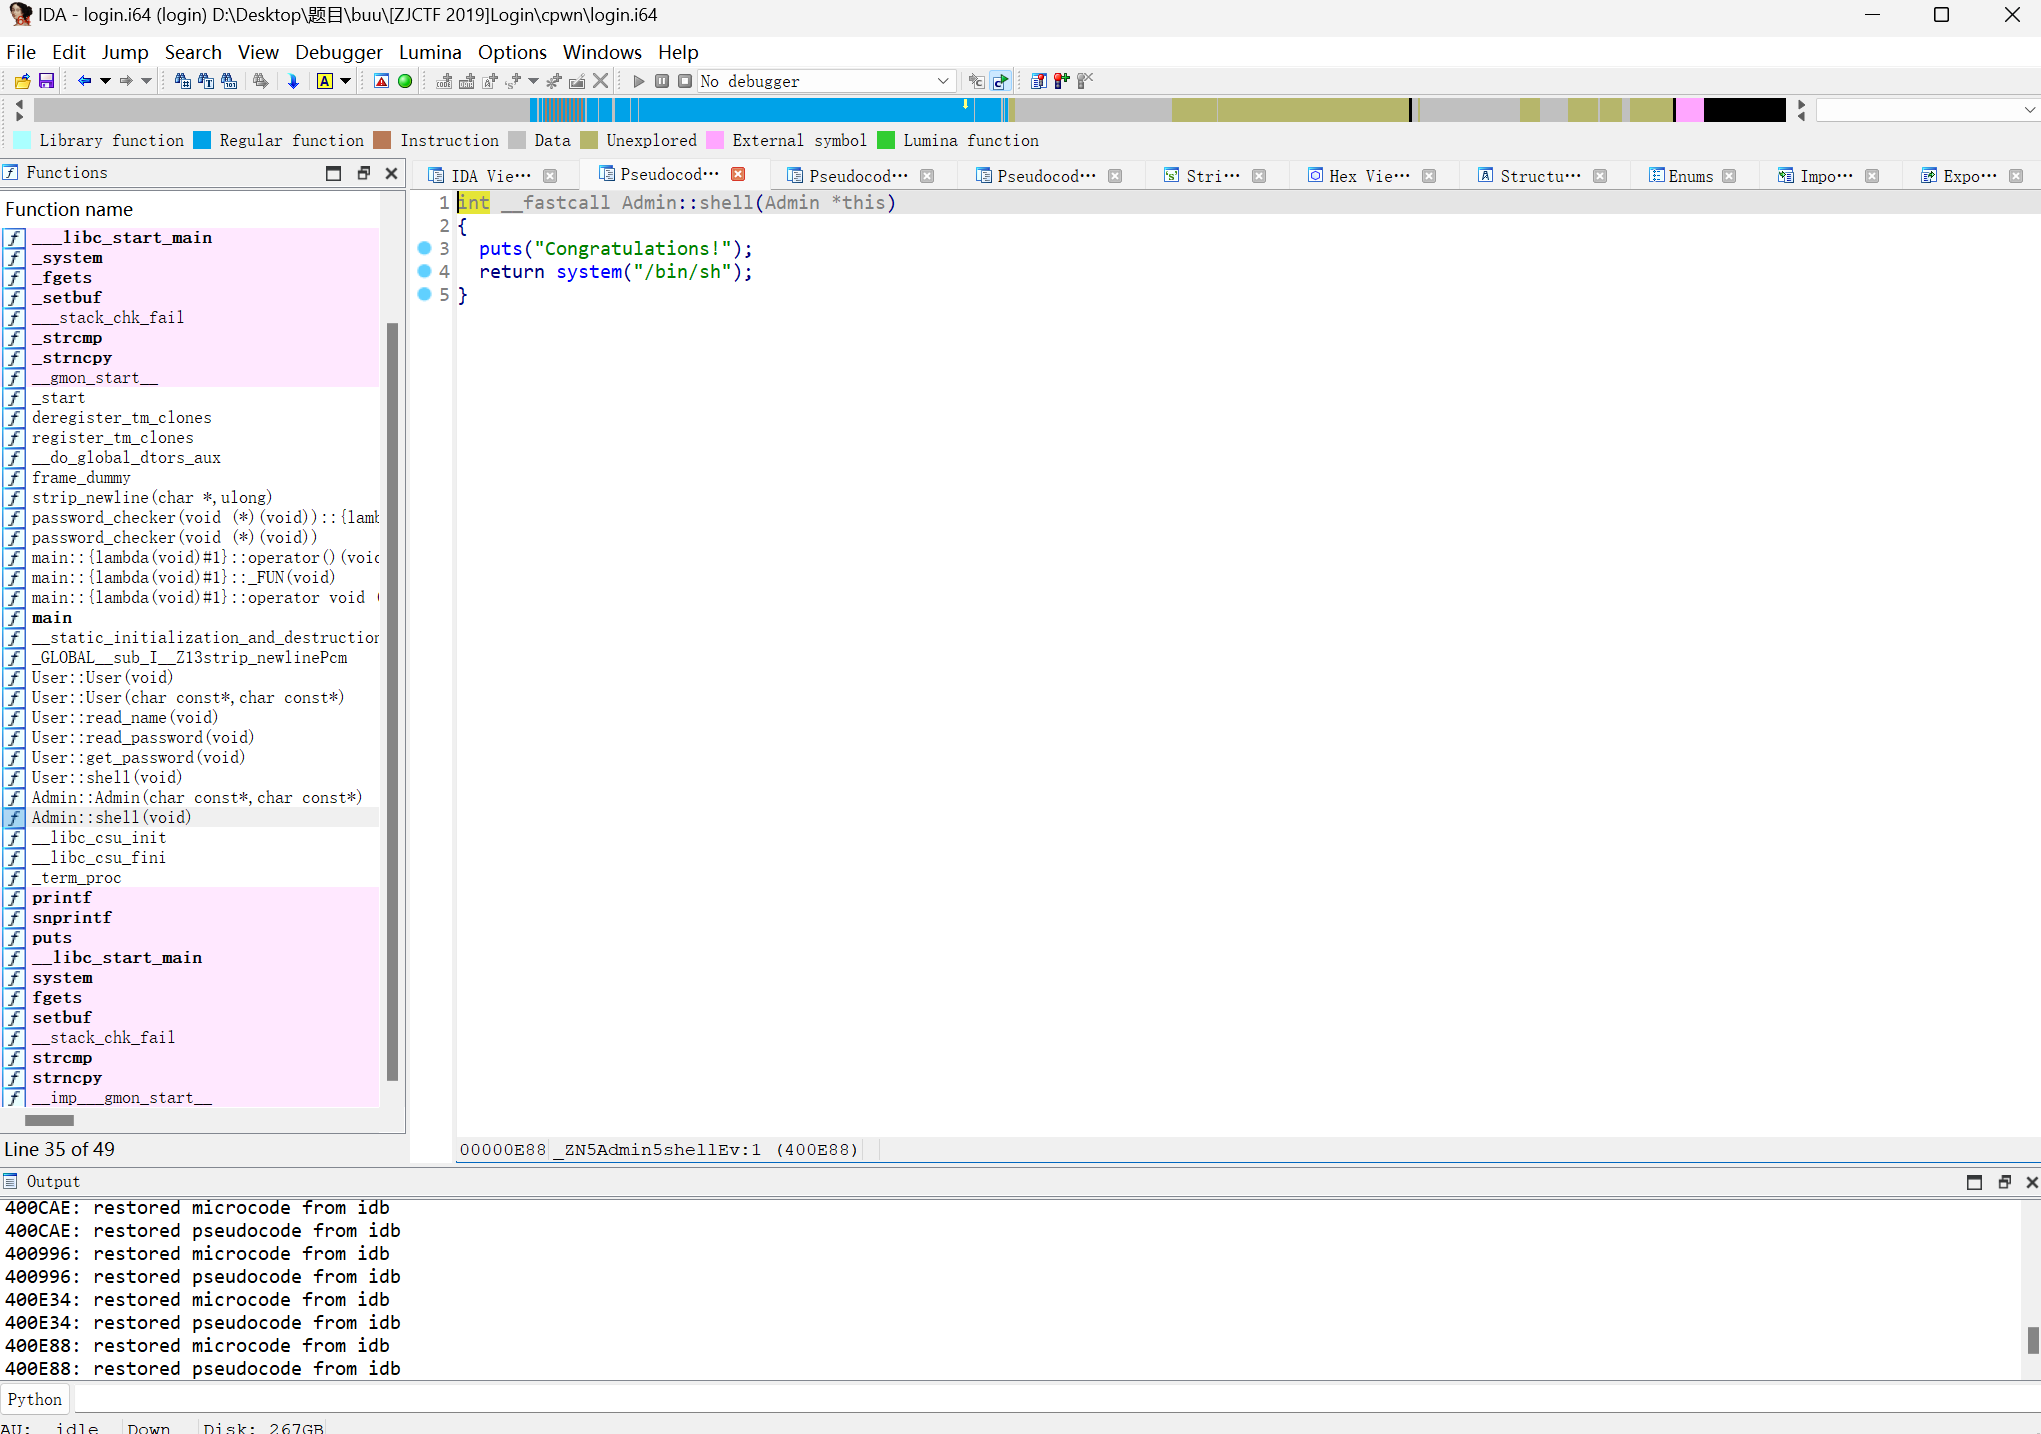 IDA - login.i64 (login) D:\Desktop\题目\buu\[ZJCTF 2019]Login\cpwn\login.i64
File Edit Jump Search View Debugger Lumina Options Windows Help
No debugger
Library function Regular function Instruction Data Unexplored External symbol Lumina function
Functions
Function name
___libc_start_main
_system
_fgets
_setbuf
___stack_chk_fail
_strcmp
_strncpy
__gmon_start__
_start
deregister_tm_clones
register_tm_clones
__do_global_dtors_aux
frame_dummy
strip_newline(char *,ulong)
password_checker(void (*)(void))::{lamb
password_checker(void (*)(void))
main::{lambda(void)#1}::operator()(voic
main::{lambda(void)#1}::_FUN(void)
main::{lambda(void)#1}::operator void (
main
__static_initialization_and_destruction
_GLOBAL__sub_I__Z13strip_newlinePcm
User::User(void)
User::User(char const*,char const*)
User::read_name(void)
User::read_password(void)
User::get_password(void)
User::shell(void)
Admin::Admin(char const*,char const*)
Admin::shell(void)
__libc_csu_init
__libc_csu_fini
_term_proc
printf
snprintf
puts
__libc_start_main
system
fgets
setbuf
__stack_chk_fail
strcmp
strncpy
__imp___gmon_start__
Line 35 of 49
IDA Vie··· Pseudocod··· Pseudocod··· Pseudocod··· Stri··· Hex Vie··· Structu··· Enums Impo··· Expo···
1 int __fastcall Admin::shell(Admin *this)
2 {
3 puts("Congratulations!");
4 return system("/bin/sh");
5 }
00000E88 _ZN5Admin5shellEv:1 (400E88)
Output
400CAE: restored microcode from idb
400CAE: restored pseudocode from idb
400996: restored microcode from idb
400996: restored pseudocode from idb
400E34: restored microcode from idb
400E34: restored pseudocode from idb
400E88: restored microcode from idb
400E88: restored pseudocode from idb
Python
AU: idle Down Disk: 267GB